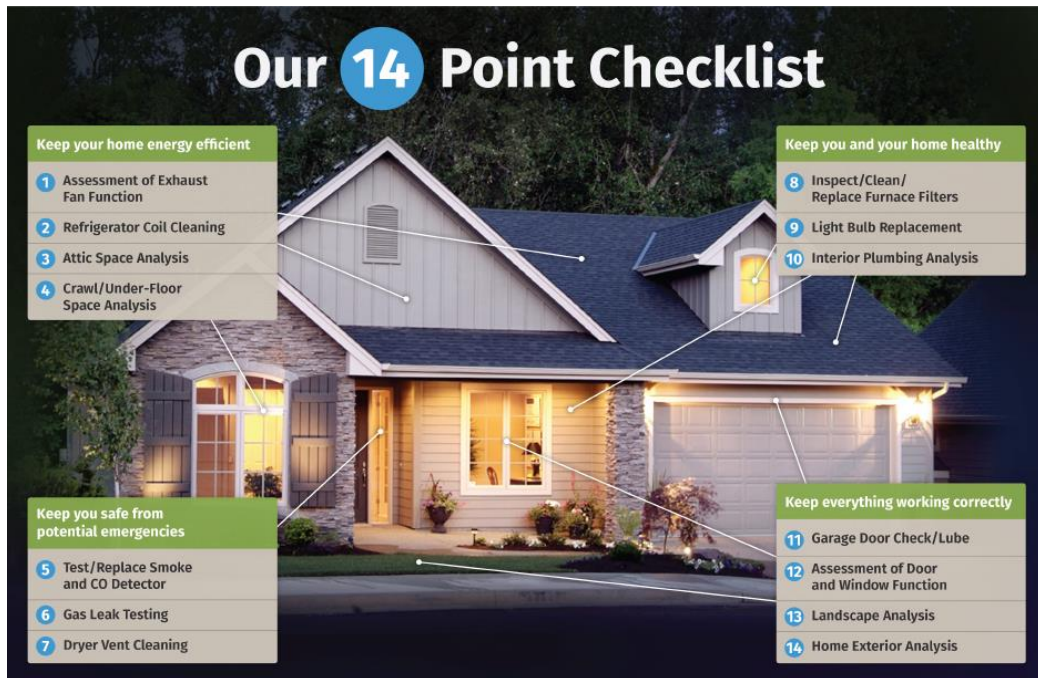 Our 14 Point Checklist
Keep your home energy efficient
1 Assessment of Exhaust
Fan Function
2 Refrigerator Coil Cleaning
3 Attic Space Analysis
4 Crawl/Under-Floor
Space Analysis
Keep you safe from
potential emergencies
5 Test/Replace Smoke
and CO Detector
6 Gas Leak Testing
7 Dryer Vent Cleaning
Keep you and your home healthy
8 Inspect/Clean/
Replace Furnace Filters
9 Light Bulb Replacement
10 Interior Plumbing Analysis
Keep everything working correctly
11 Garage Door Check/Lube
12 Assessment of Door
and Window Function
13 Landscape Analysis
14 Home Exterior Analysis